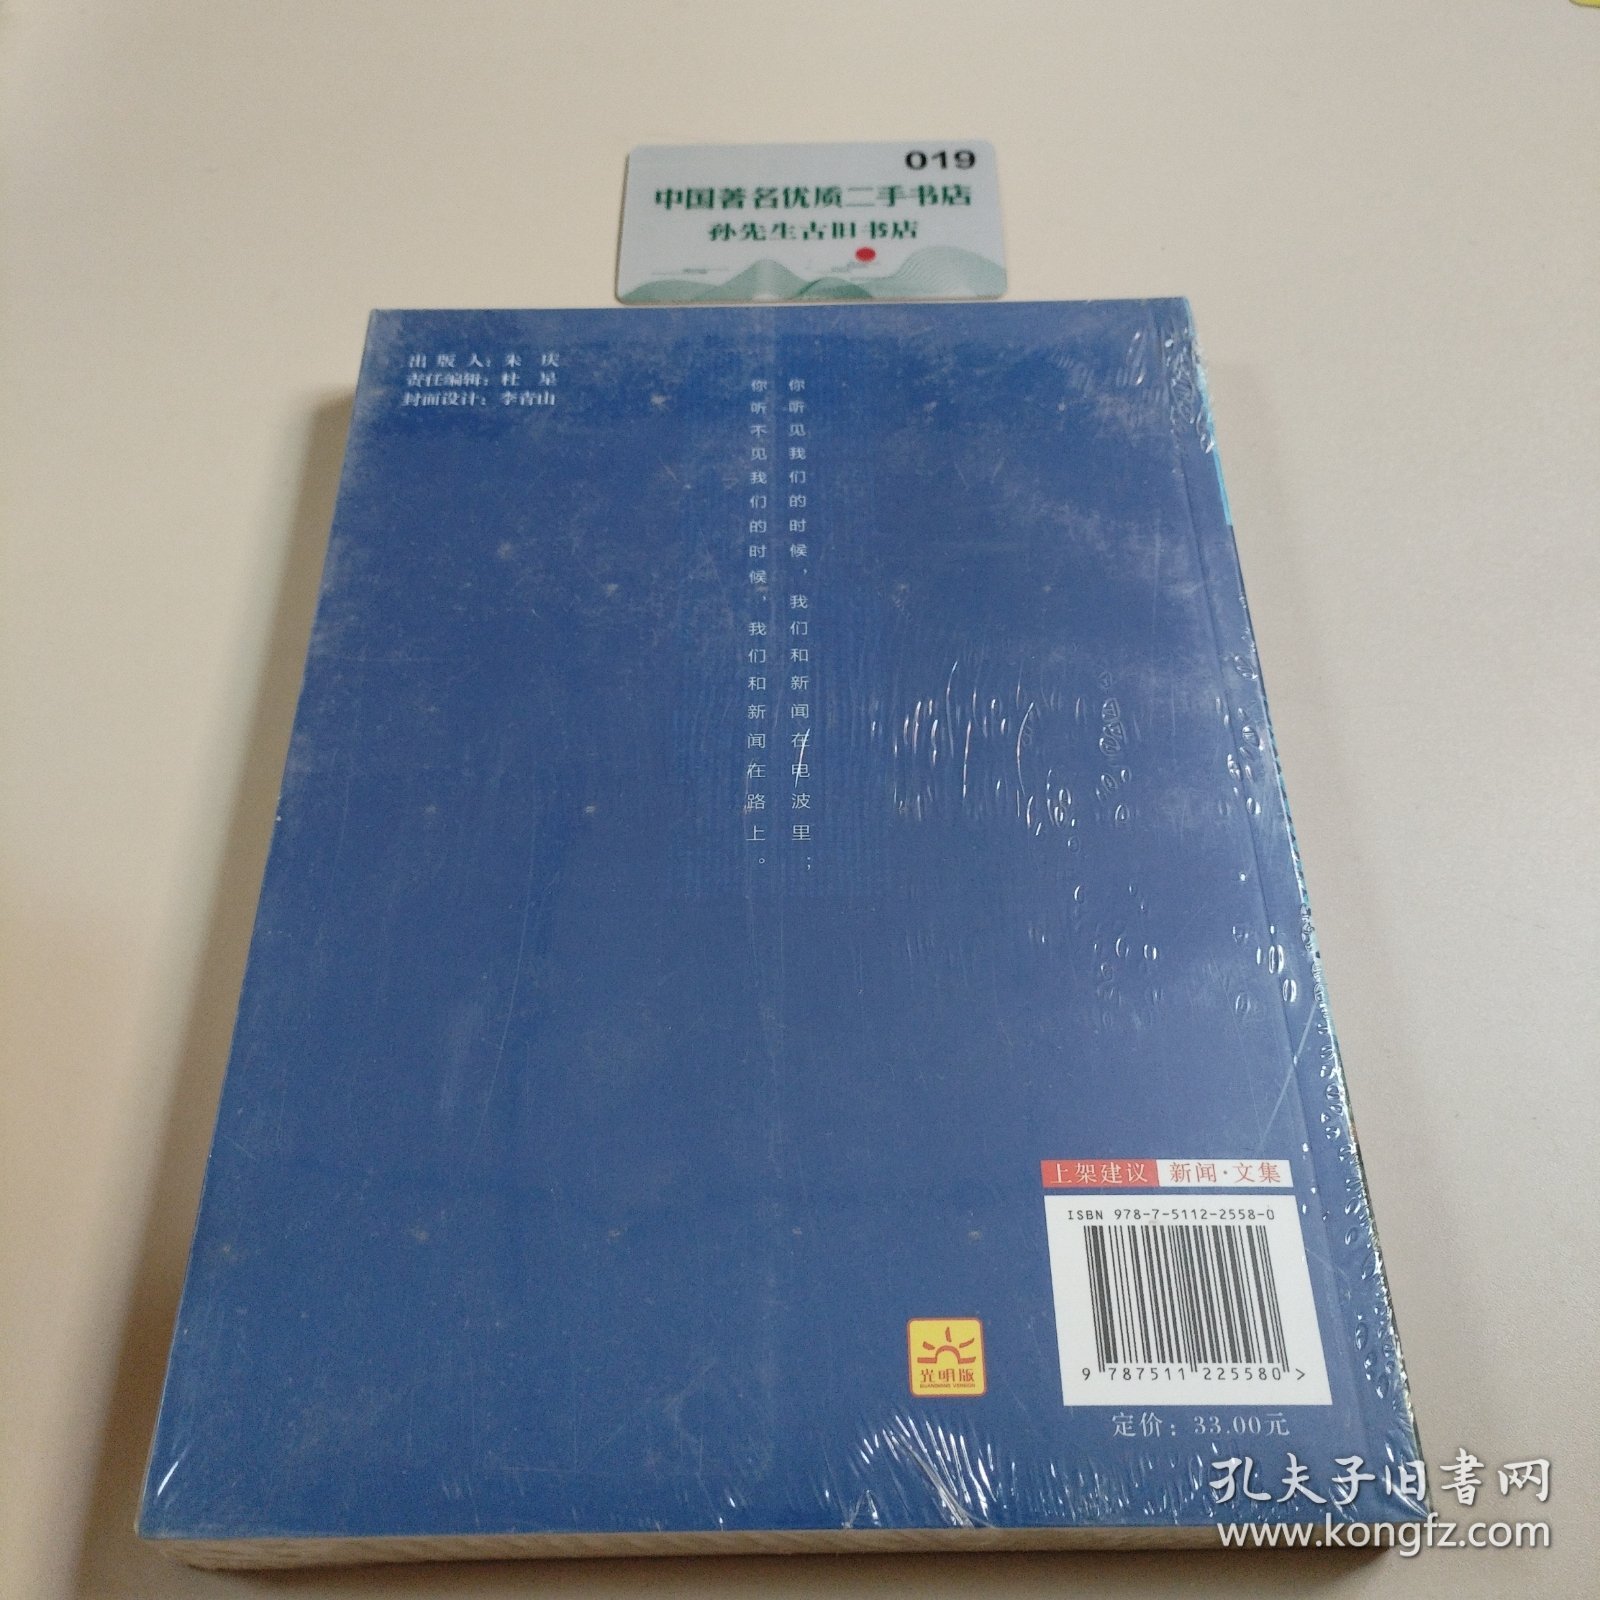 019
中国著名优质二手书店
孙先生古旧书店
出版人：朱 庆
责任编辑：杜 星
封面设计：李青山
你听见我们的时候，我们和新闻在电波里；
你听不见我们的时候，我们和新闻在路上。
上架建议 新闻·文集
ISBN 978-7-5112-2558-0
9 787511 225580 >
光明版
GUANGMING VERSION
定价：33.00元
孔夫子旧书网
www.kongfz.com